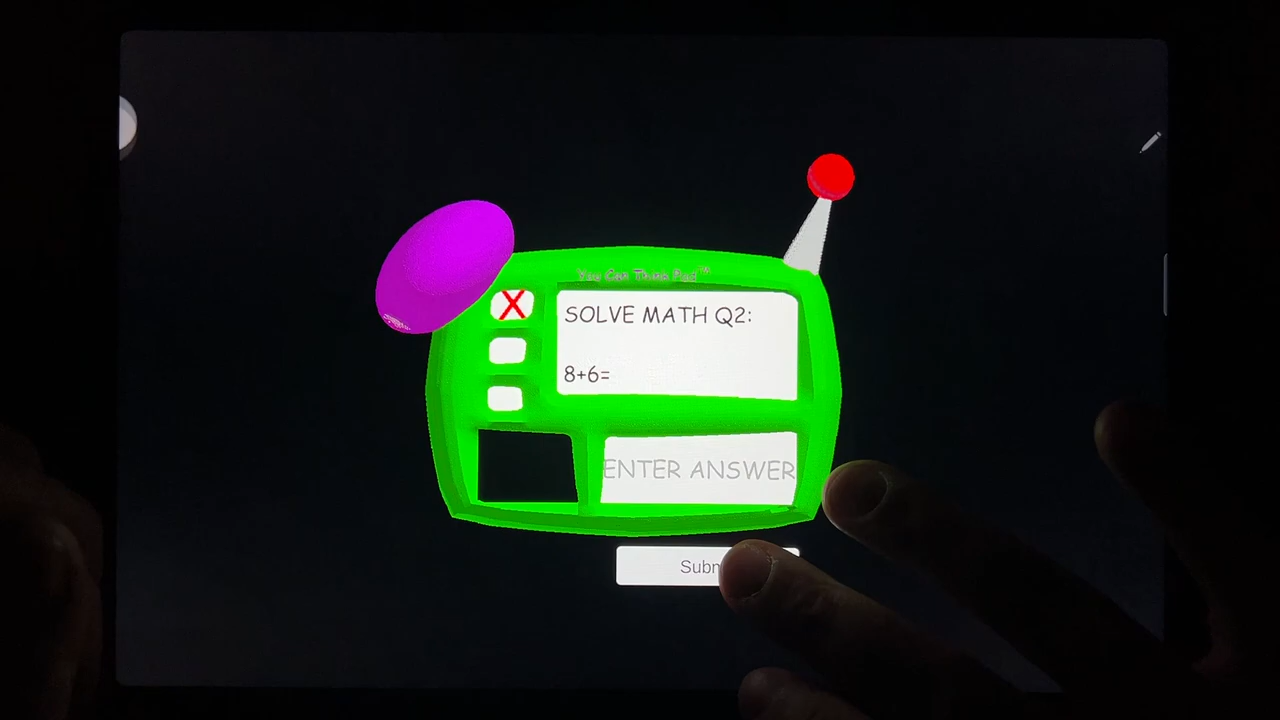 You Can Think Pad™
X
SOLVE MATH Q2:
8+6=
ENTER ANSWER
Subm